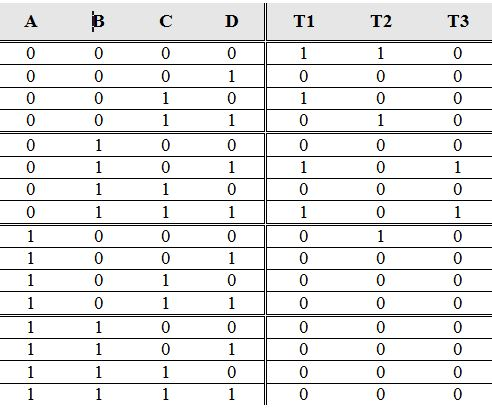 A B C D T1 T2 T3
0 0 0 0 1 1 0
0 0 0 1 0 0 0
0 0 1 0 1 0 0
0 0 1 1 0 1 0
0 1 0 0 0 0 0
0 1 0 1 1 0 1
0 1 1 0 0 0 0
0 1 1 1 1 0 1
1 0 0 0 0 1 0
1 0 0 1 0 0 0
1 0 1 0 0 0 0
1 0 1 1 0 0 0
1 1 0 0 0 0 0
1 1 0 1 0 0 0
1 1 1 0 0 0 0
1 1 1 1 0 0 0